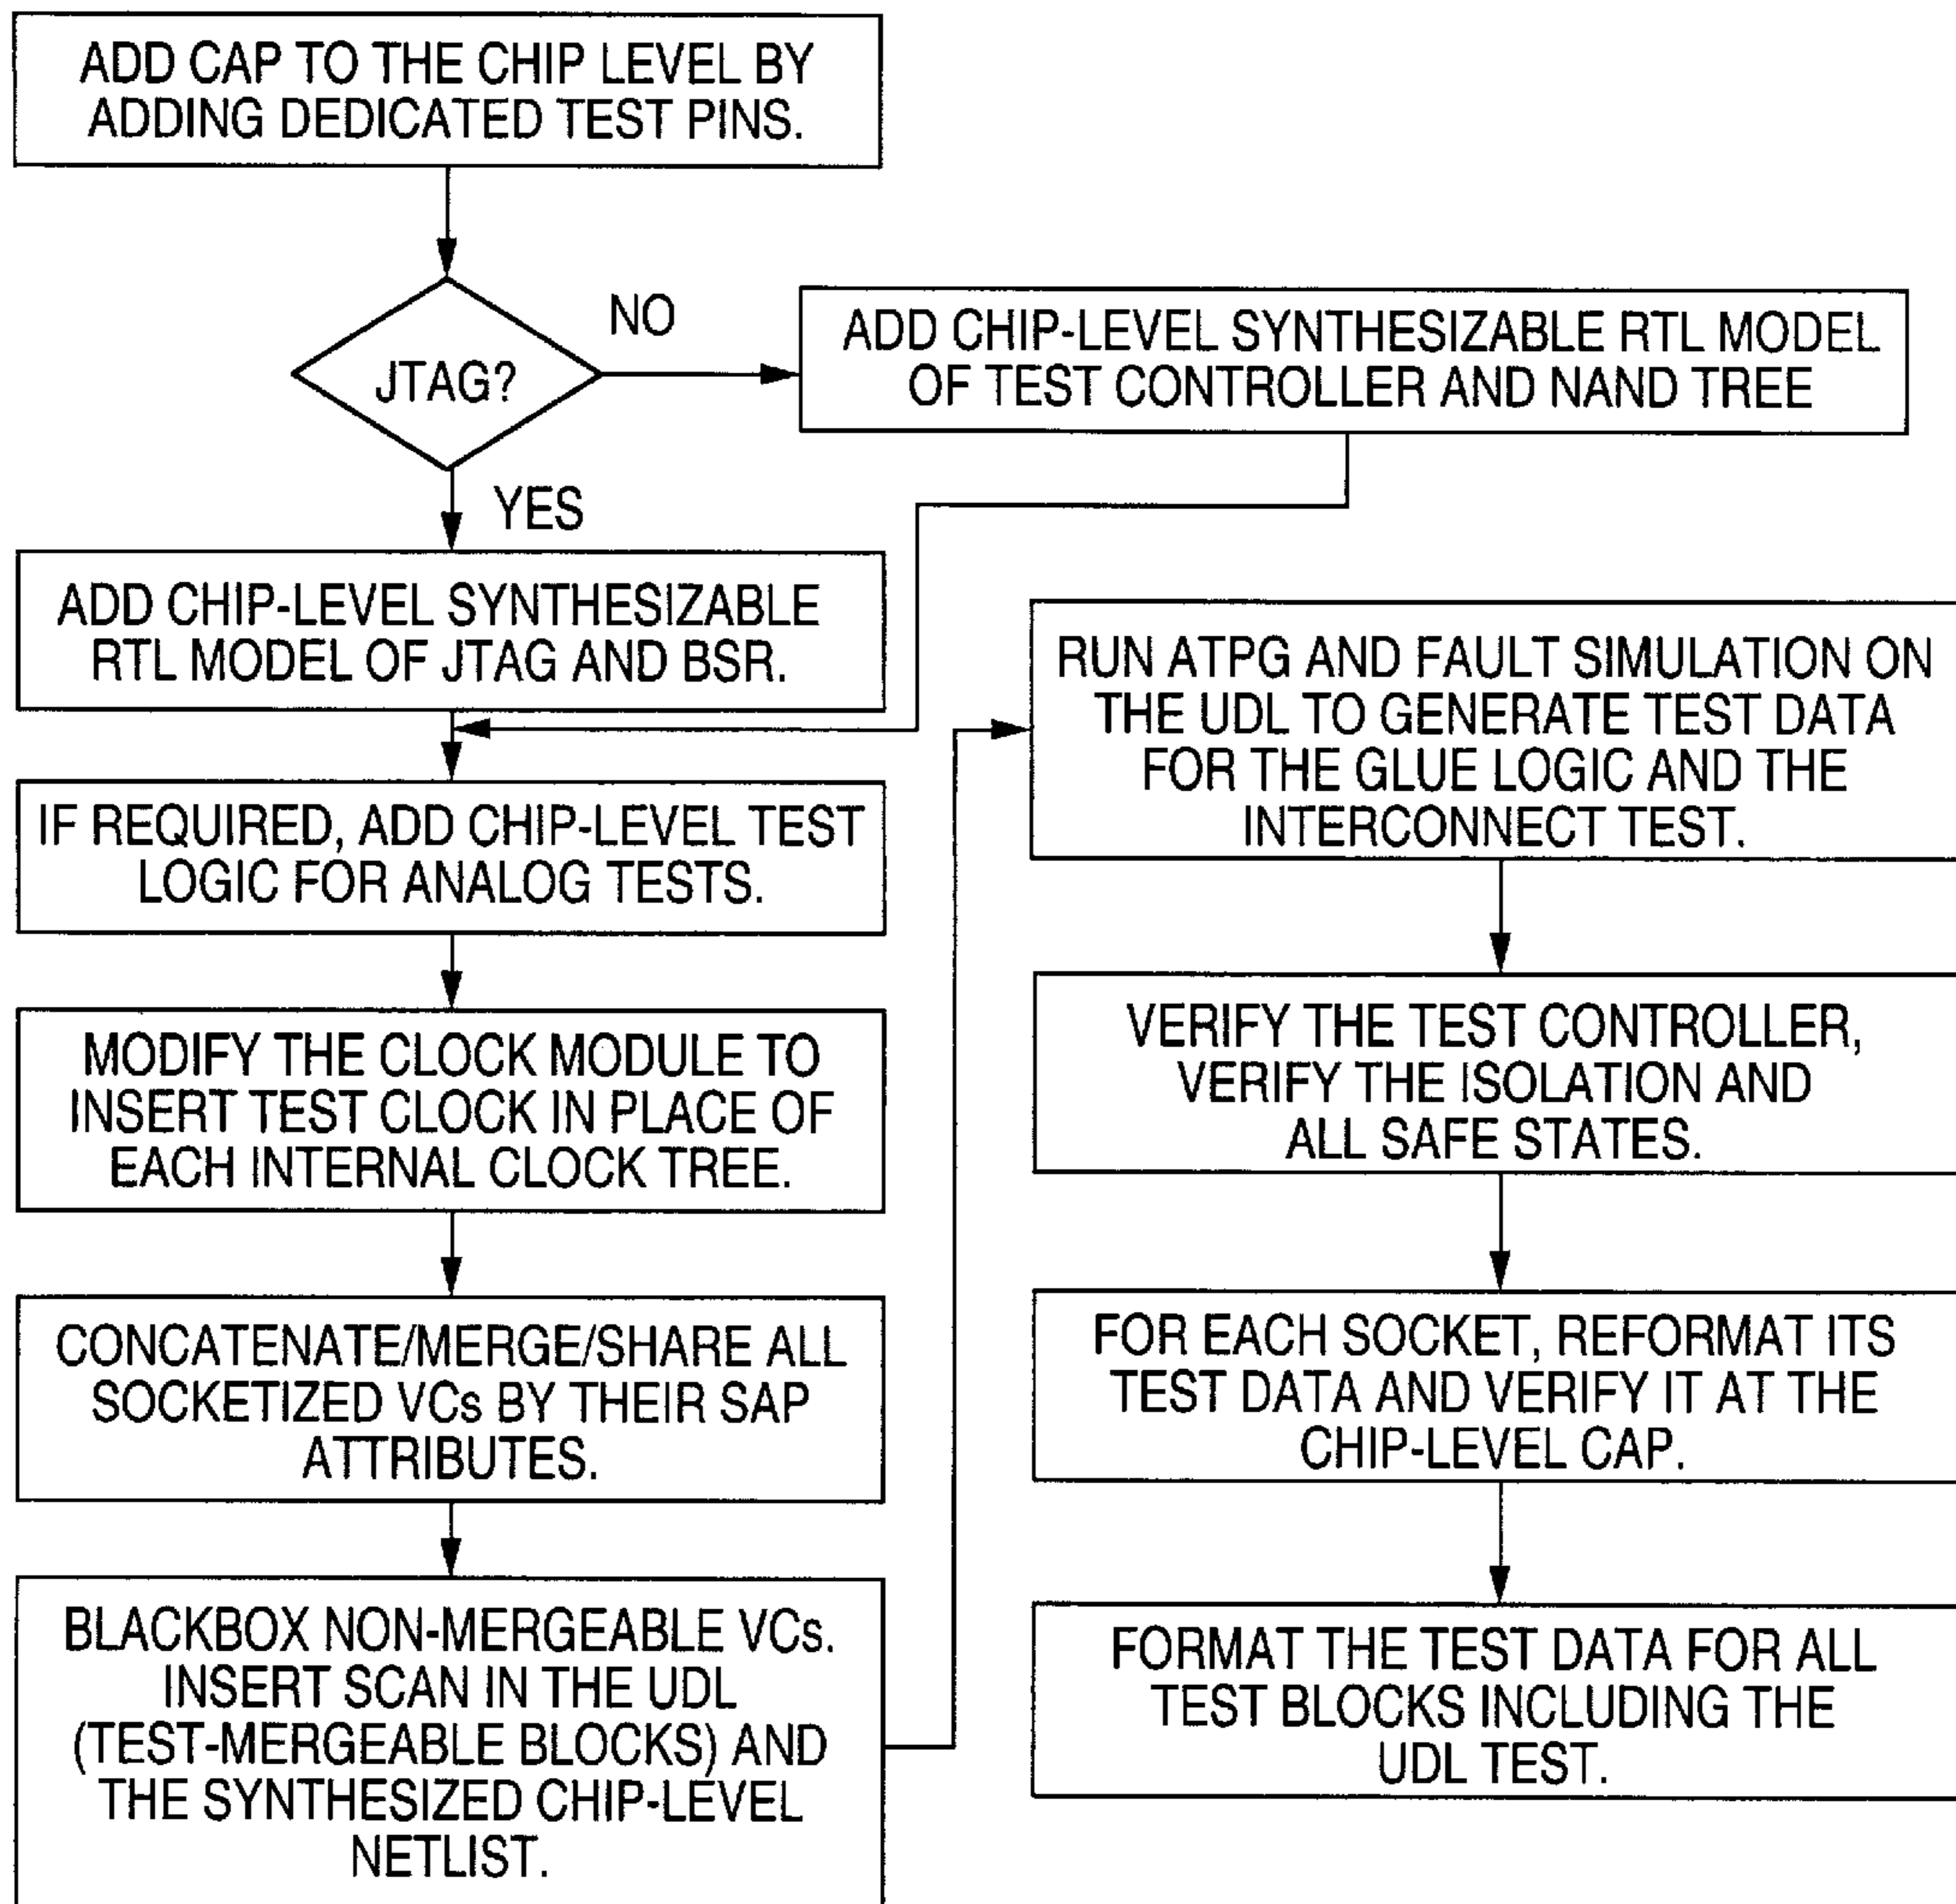 ADD CAP TO THE CHIP LEVEL BY
ADDING DEDICATED TEST PINS.
JTAG?
NO
ADD CHIP-LEVEL SYNTHESIZABLE RTL MODEL
OF TEST CONTROLLER AND NAND TREE
YES
ADD CHIP-LEVEL SYNTHESIZABLE
RTL MODEL OF JTAG AND BSR.
IF REQUIRED, ADD CHIP-LEVEL TEST
LOGIC FOR ANALOG TESTS.
MODIFY THE CLOCK MODULE TO
INSERT TEST CLOCK IN PLACE OF
EACH INTERNAL CLOCK TREE.
CONCATENATE/MERGE/SHARE ALL
SOCKETIZED VCs BY THEIR SAP
ATTRIBUTES.
BLACKBOX NON-MERGEABLE VCs.
INSERT SCAN IN THE UDL
(TEST-MERGEABLE BLOCKS) AND
THE SYNTHESIZED CHIP-LEVEL
NETLIST.
RUN ATPG AND FAULT SIMULATION ON
THE UDL TO GENERATE TEST DATA
FOR THE GLUE LOGIC AND THE
INTERCONNECT TEST.
VERIFY THE TEST CONTROLLER,
VERIFY THE ISOLATION AND
ALL SAFE STATES.
FOR EACH SOCKET, REFORMAT ITS
TEST DATA AND VERIFY IT AT THE
CHIP-LEVEL CAP.
FORMAT THE TEST DATA FOR ALL
TEST BLOCKS INCLUDING THE
UDL TEST.